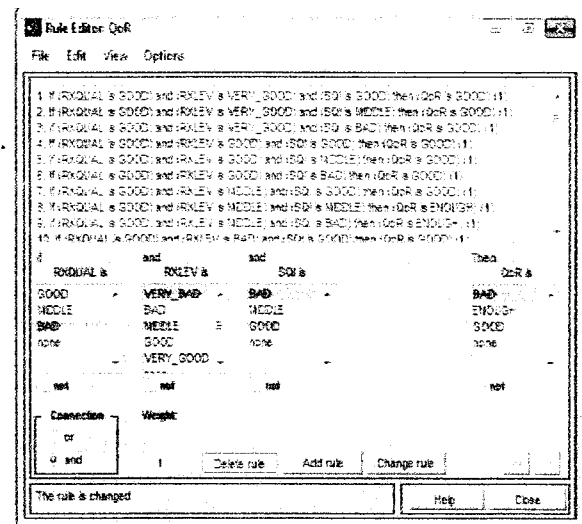 Rule Editor: QoR
File Edit View Options
1. If (RXQUAL is GOOD) and (RXLEV is VERY_GOOD) and (SQI is GOOD) then (QoR is GOOD) (1)
2. If (RXQUAL is GOOD) and (RXLEV is VERY_GOOD) and (SQI is MIDDLE) then (QoR is GOOD) (1)
3. If (RXQUAL is GOOD) and (RXLEV is VERY_GOOD) and (SQI is BAD) then (QoR is GOOD) (1)
4. If (RXQUAL is GOOD) and (RXLEV is GOOD) and (SQI is GOOD) then (QoR is GOOD) (1)
5. If (RXQUAL is GOOD) and (RXLEV is GOOD) and (SQI is MIDDLE) then (QoR is GOOD) (1)
6. If (RXQUAL is GOOD) and (RXLEV is GOOD) and (SQI is BAD) then (QoR is GOOD) (1)
7. If (RXQUAL is GOOD) and (RXLEV is MIDDLE) and (SQI is GOOD) then (QoR is GOOD) (1)
8. If (RXQUAL is GOOD) and (RXLEV is MIDDLE) and (SQI is MIDDLE) then (QoR is ENOUGH) (1)
9. If (RXQUAL is GOOD) and (RXLEV is MIDDLE) and (SQI is BAD) then (QoR is ENOUGH) (1)
10. If (RXQUAL is GOOD) and (RXLEV is BAD) and (SQI is GOOD) then (QoR is GOOD) (1)
If and and Then
RXQUAL is RXLEV is SQI is QoR is
GOOD VERY_BAD BAD BAD
MIDDLE BAD MIDDLE ENOUGH
BAD MIDDLE GOOD GOOD
none GOOD none none
VERY_GOOD
not not not not
Connection Weight:
or
and 1 Delete rule Add rule Change rule
The rule is changed Help Close